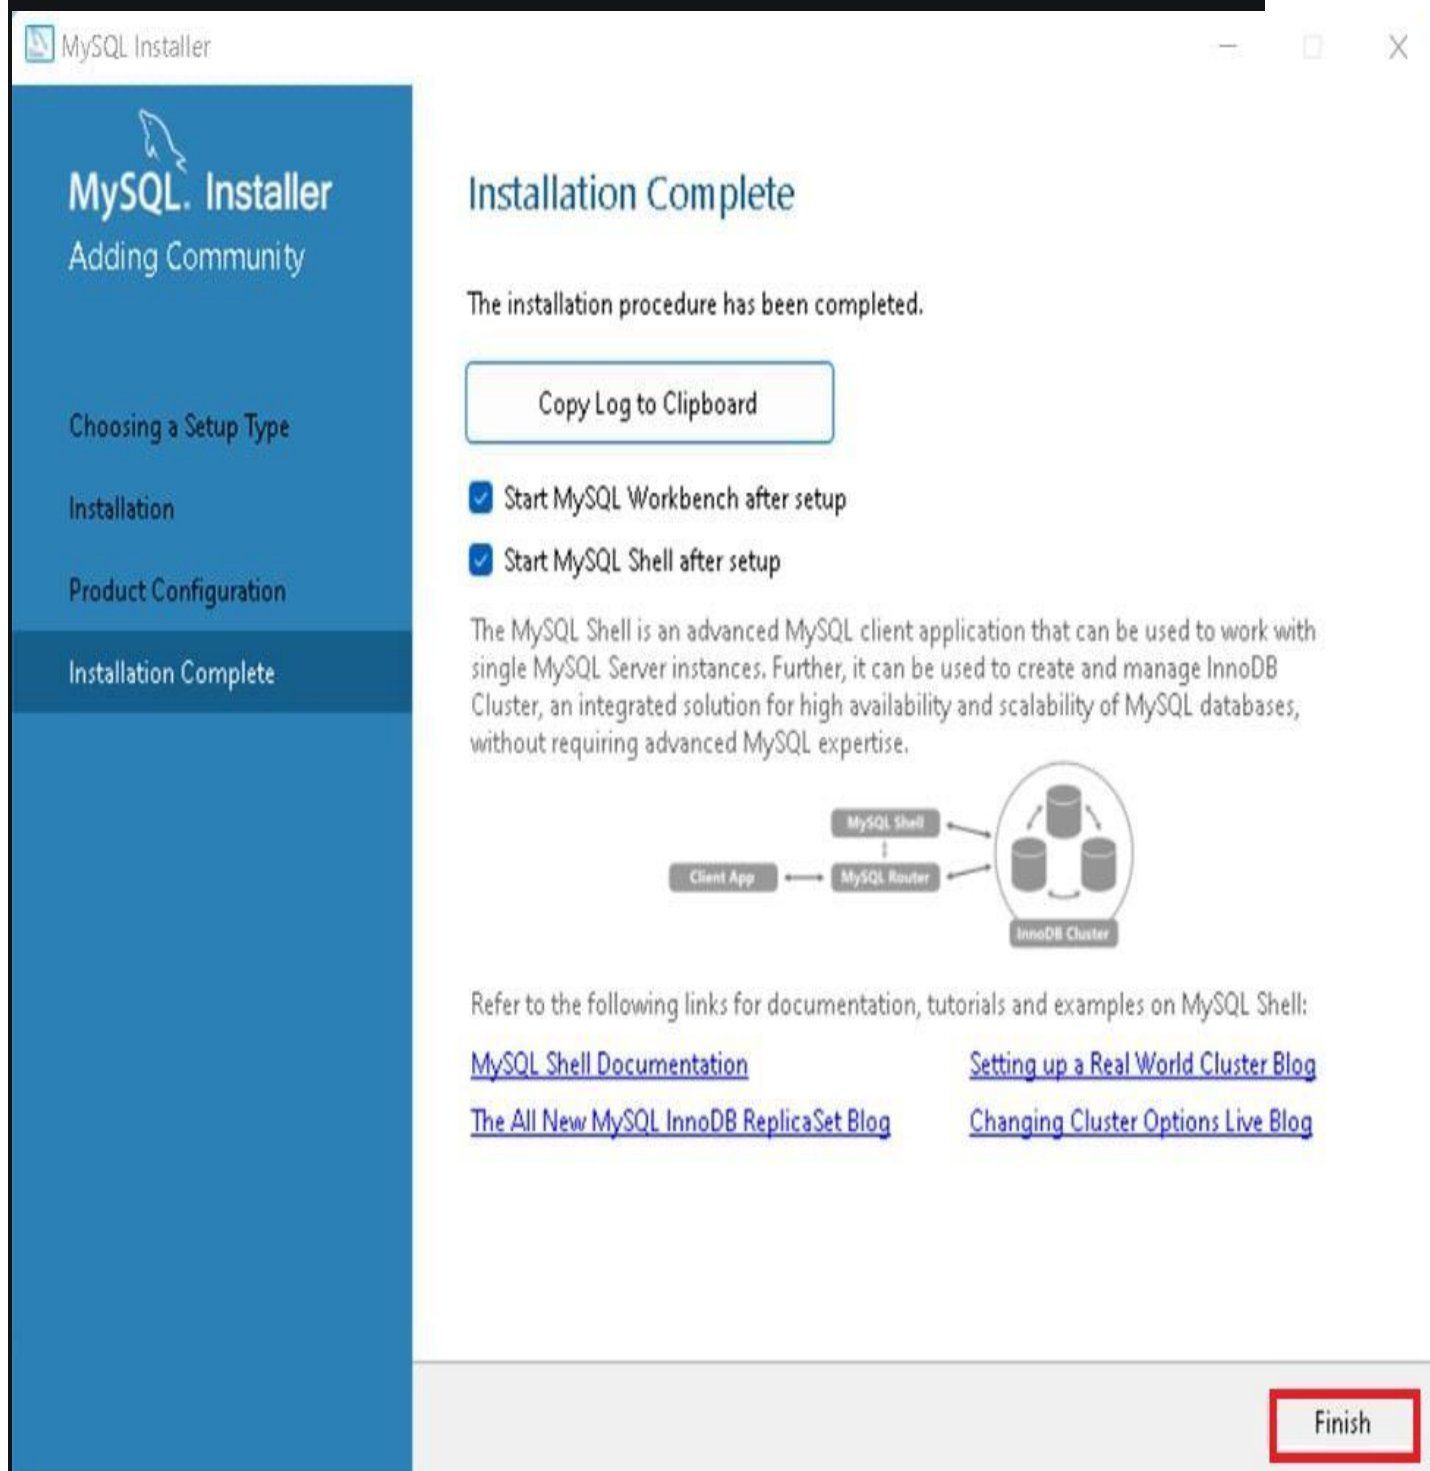 MySQL Installer
MySQL. Installer
Adding Community
Choosing a Setup Type
Installation
Product Configuration
Installation Complete
Installation Complete
The installation procedure has been completed.
Copy Log to Clipboard
Start MySQL Workbench after setup
Start MySQL Shell after setup
The MySQL Shell is an advanced MySQL client application that can be used to work with
single MySQL Server instances. Further, it can be used to create and manage InnoDB
Cluster, an integrated solution for high availability and scalability of MySQL databases,
without requiring advanced MySQL expertise.
MySQL Shell
Client App
MySQL Router
InnoDB Cluster
Refer to the following links for documentation, tutorials and examples on MySQL Shell:
MySQL Shell Documentation
Setting up a Real World Cluster Blog
The All New MySQL InnoDB ReplicaSet Blog
Changing Cluster Options Live Blog
Finish